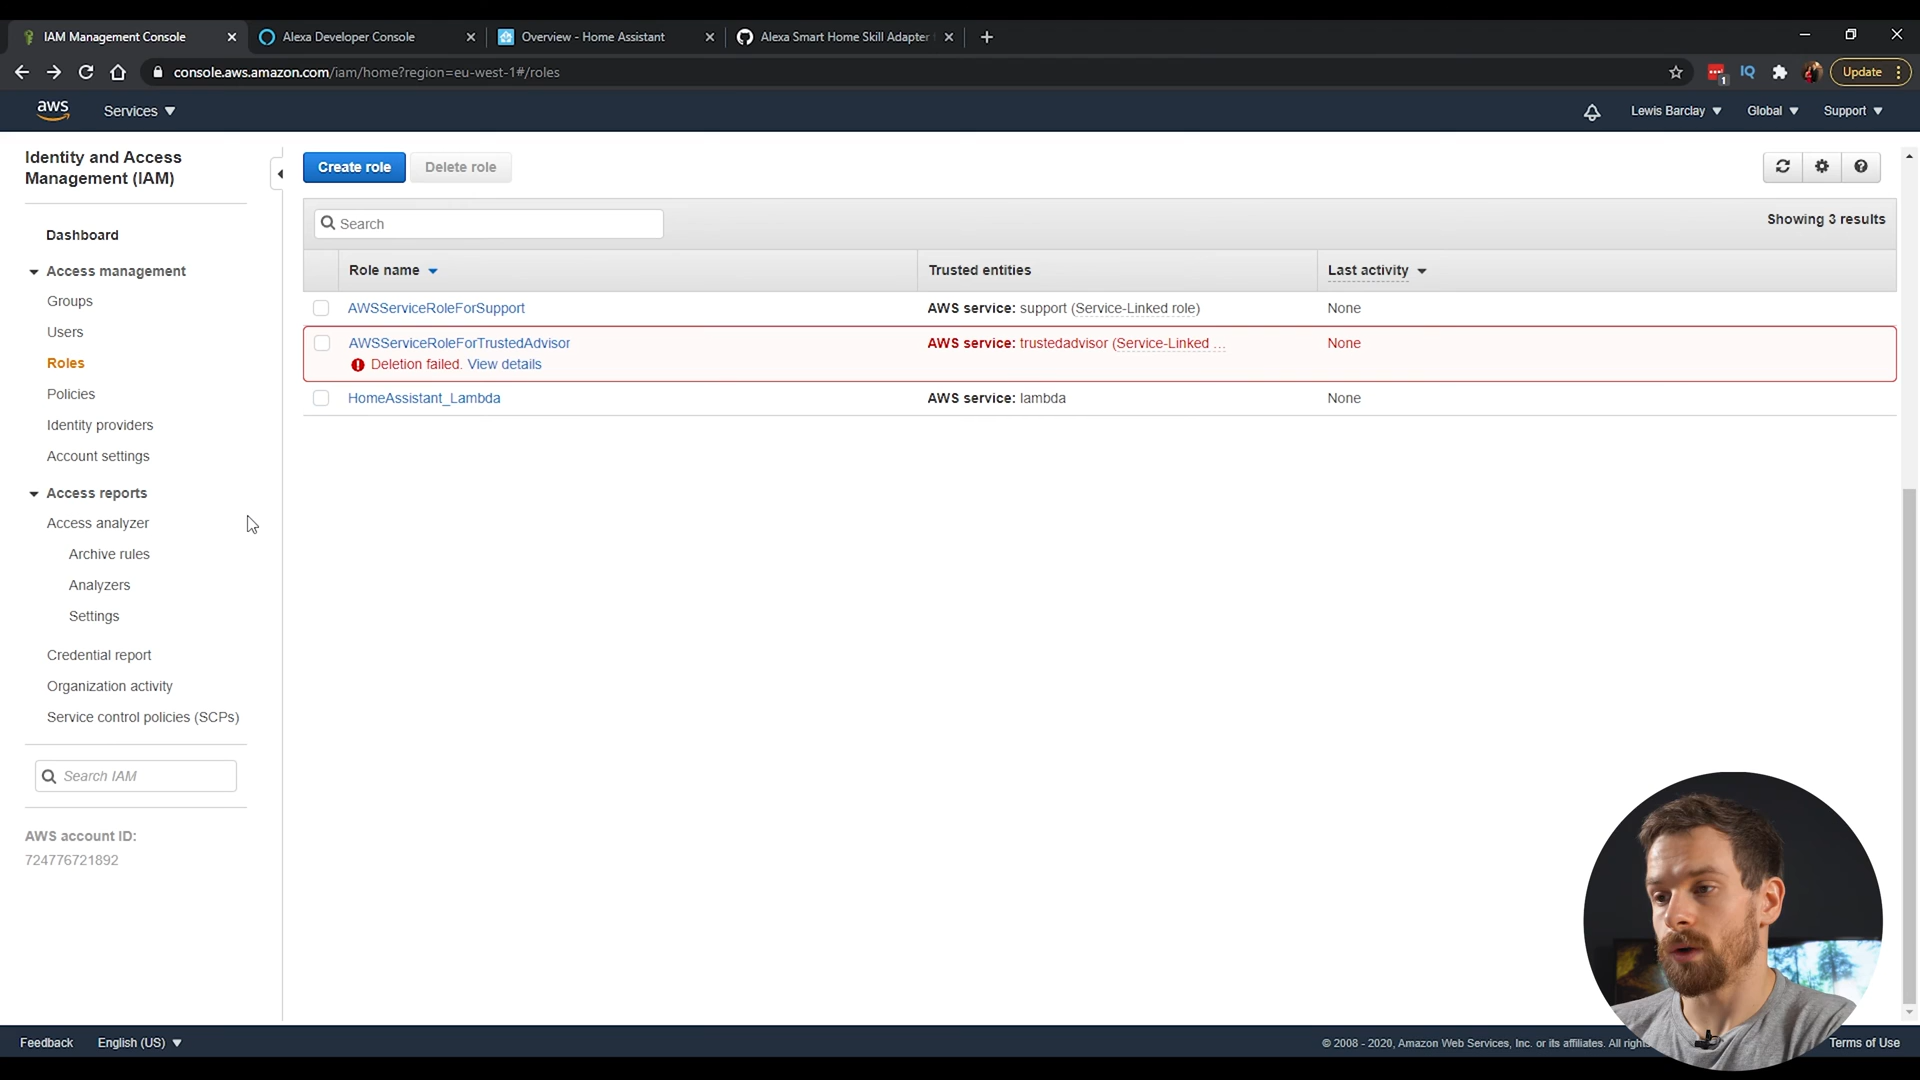 IAM Management Console
Alexa Developer Console
Overview - Home Assistant
Alexa Smart Home Skill Adapter
console.aws.amazon.com/iam/home?region=eu-west-1#/roles
1
IQ
Update
aws
Services
Lewis Barclay
Global
Support
Identity and Access
Management (IAM)
Dashboard
Access management
Groups
Users
Roles
Policies
Identity providers
Account settings
Access reports
Access analyzer
Archive rules
Analyzers
Settings
Credential report
Organization activity
Service control policies (SCPs)
Search IAM
AWS account ID:
724776721892
Create role
Delete role
Search
Showing 3 results
Role name
Trusted entities
Last activity
AWSServiceRoleForSupport
AWS service: support (Service-Linked role)
None
AWSServiceRoleForTrustedAdvisor
AWS service: trustedadvisor (Service-Linked ...
None
Deletion failed. View details
HomeAssistant_Lambda
AWS service: lambda
None
Feedback
English (US)
© 2008 - 2020, Amazon Web Services, Inc. or its affiliates. All
Terms of Use